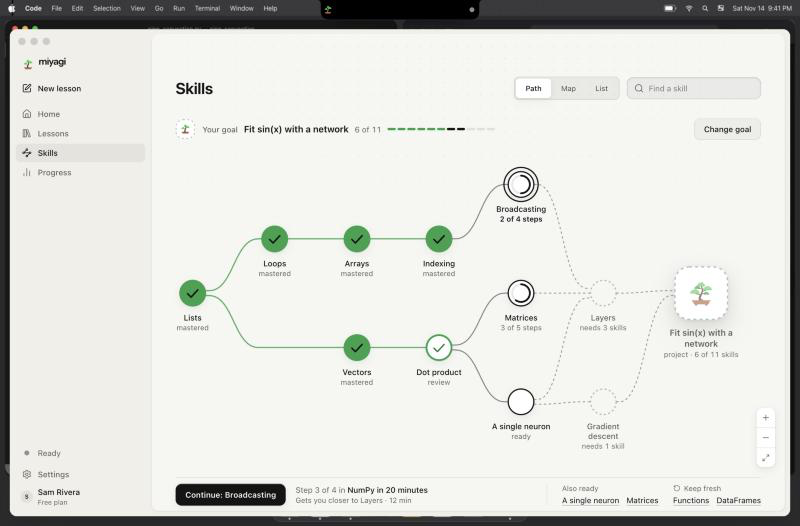 Code File Edit Selection View Go Run Terminal Window Help
Sat Nov 14 9:41 PM
miyagi
New lesson
Home
Lessons
Skills
Progress
Ready
Settings
S
Sam Rivera
Free plan
Skills
Path
Map
List
Find a skill
Your goal Fit sin(x) with a network 6 of 11
Change goal
Broadcasting
2 of 4 steps
Loops
mastered
Arrays
mastered
Indexing
mastered
Lists
mastered
Matrices
3 of 5 steps
Layers
needs 3 skills
Fit sin(x) with a
network
project · 6 of 11 skills
Vectors
mastered
Dot product
review
A single neuron
ready
Gradient
descent
needs 1 skill
+
−
Continue: Broadcasting
Step 3 of 4 in NumPy in 20 minutes
Gets you closer to Layers · 12 min
Also ready
A single neuron Matrices
Keep fresh
Functions DataFrames